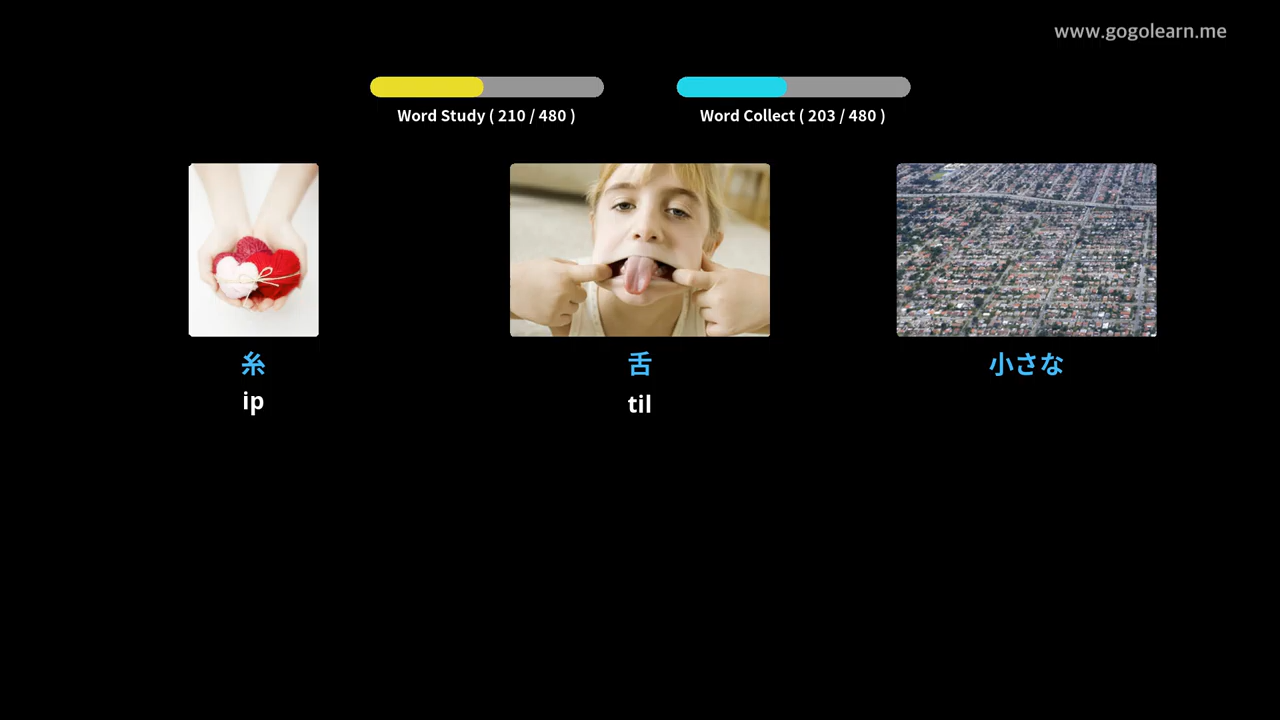 www.gogolearn.me
Word Study ( 210 / 480 )
Word Collect ( 203 / 480 )
糸
ip
舌
til
小さな